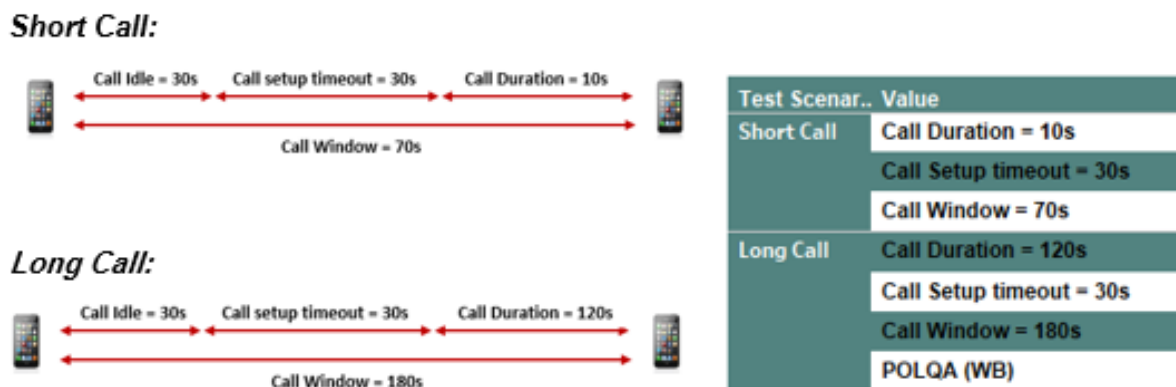 Short Call:
Call Idle = 30s Call setup timeout = 30s Call Duration = 10s
Call Window = 70s
Long Call:
Call Idle = 30s Call setup timeout = 30s Call Duration = 120s
Call Window = 180s
Test Scenar.. Value
Short Call Call Duration = 10s
Call Setup timeout = 30s
Call Window = 70s
Long Call Call Duration = 120s
Call Setup timeout = 30s
Call Window = 180s
POLQA (WB)